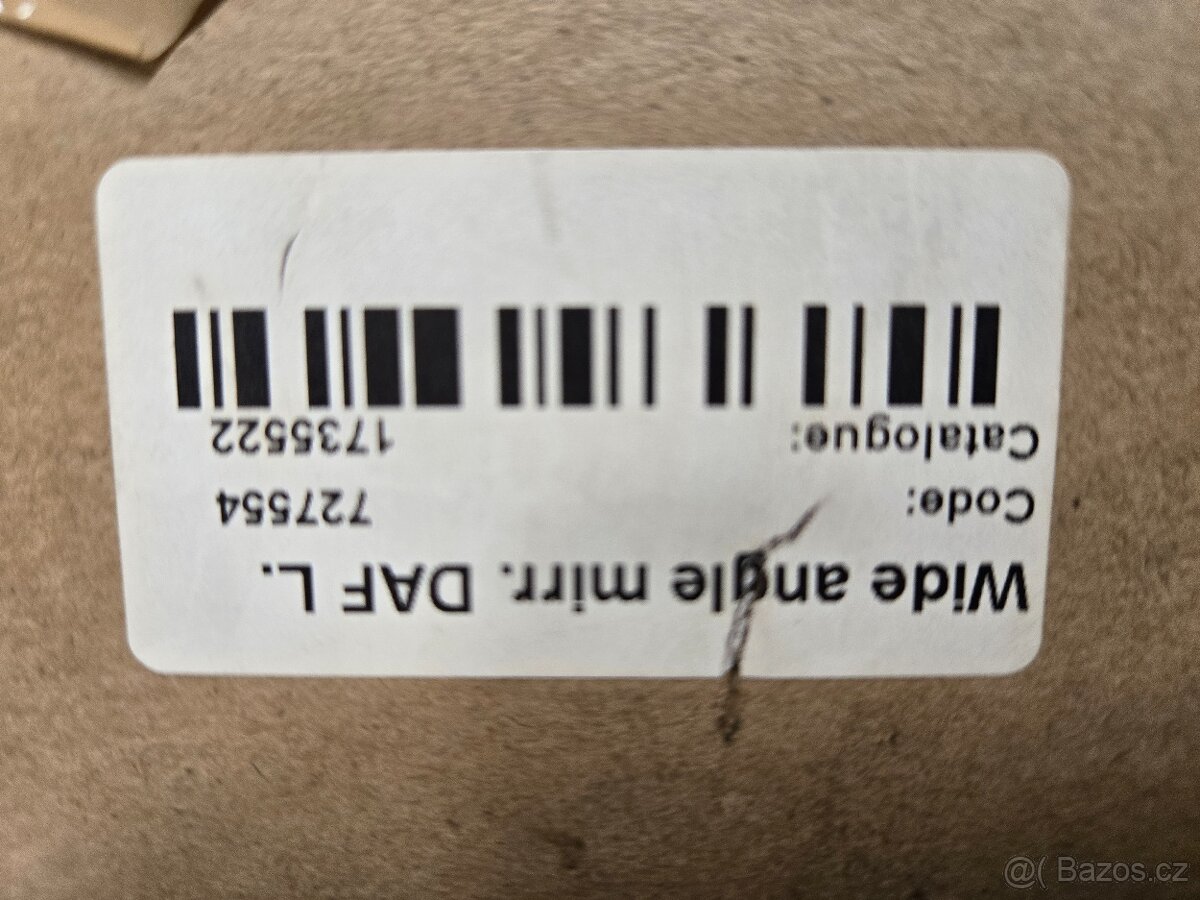 Wide angle mirr. DAF L.
Code: 727554
Catalogue: 1735522
@( Bazos.cz